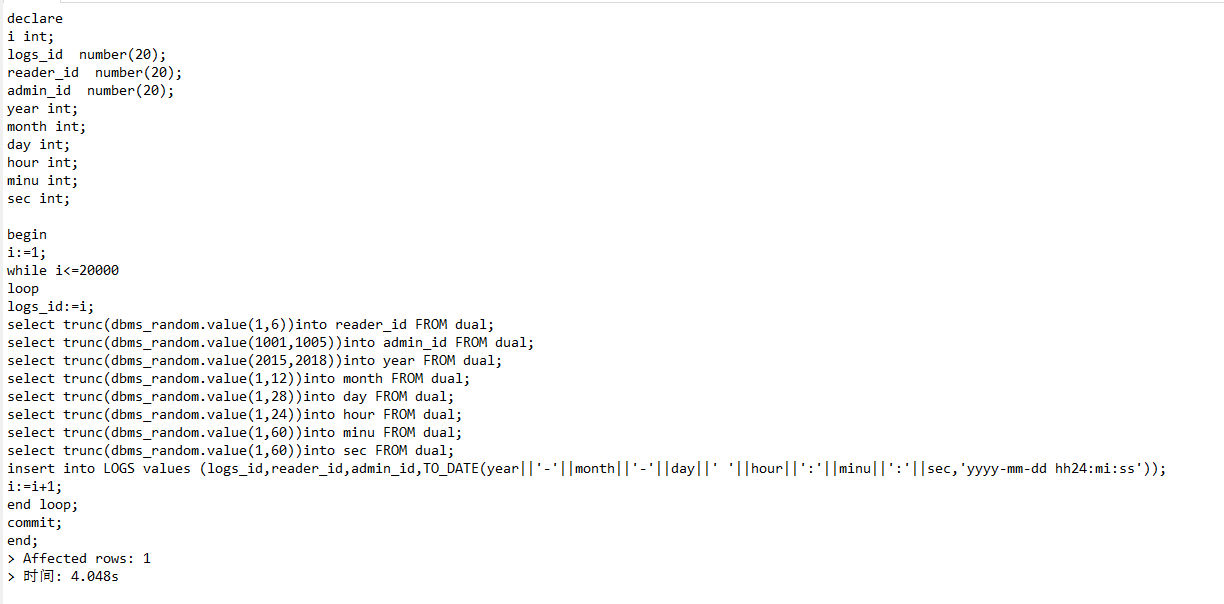 declare
i int;
logs_id  number(20);
reader_id  number(20);
admin_id  number(20);
year int;
month int;
day int;
hour int;
minu int;
sec int;
begin
i:=1;
while i<=20000
loop
logs_id:=i;
select trunc(dbms_random.value(1,6))into reader_id FROM dual;
select trunc(dbms_random.value(1001,1005))into admin_id FROM dual;
select trunc(dbms_random.value(2015,2018))into year FROM dual;
select trunc(dbms_random.value(1,12))into month FROM dual;
select trunc(dbms_random.value(1,28))into day FROM dual;
select trunc(dbms_random.value(1,24))into hour FROM dual;
select trunc(dbms_random.value(1,60))into minu FROM dual;
select trunc(dbms_random.value(1,60))into sec FROM dual;
insert into LOGS values (logs_id,reader_id,admin_id,TO_DATE(year||'-'||month||'-'||day||' '||hour||':'||minu||':'||sec,'yyyy-mm-dd hh24:mi:ss'));
i:=i+1;
end loop;
commit;
end;
> Affected rows: 1
> 时间: 4.048s